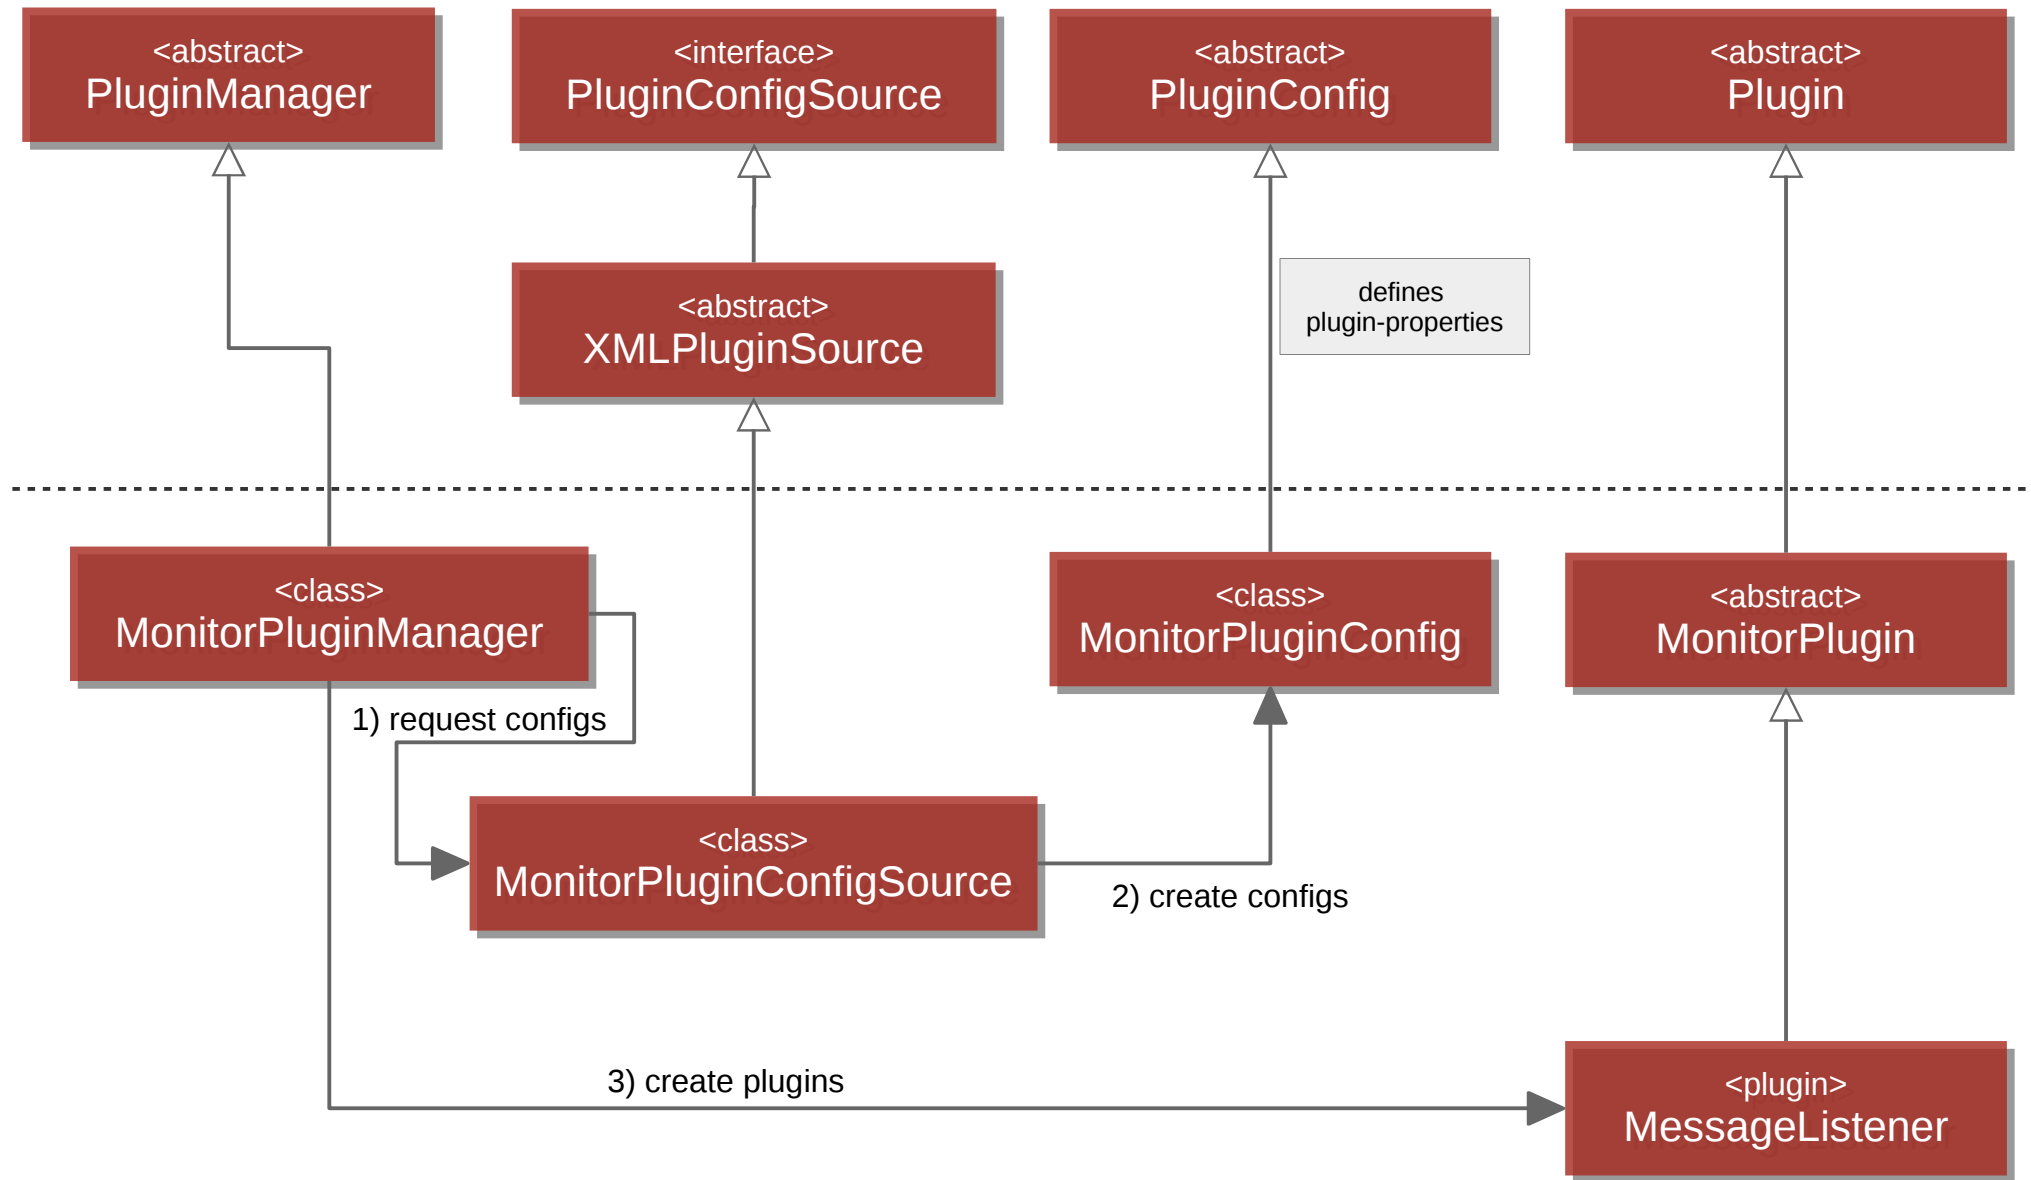 <abstract>
PluginManager
<interface>
PluginConfigSource
<abstract>
PluginConfig
<abstract>
Plugin
<abstract>
XMLPluginSource
defines
plugin-properties
<class>
MonitorPluginManager
<class>
MonitorPluginConfig
<abstract>
MonitorPlugin
1) request configs
<class>
MonitorPluginConfigSource
2) create configs
3) create plugins
<plugin>
MessageListener